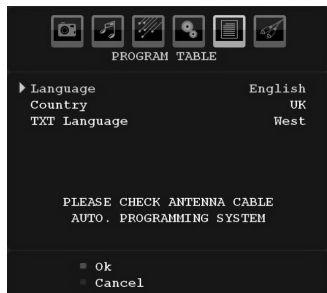 PROGRAM TABLE
Language English
Country UK
TXT Language West
PLEASE CHECK ANTENNA CABLE
AUTO. PROGRAMMING SYSTEM
Ok
Cancel